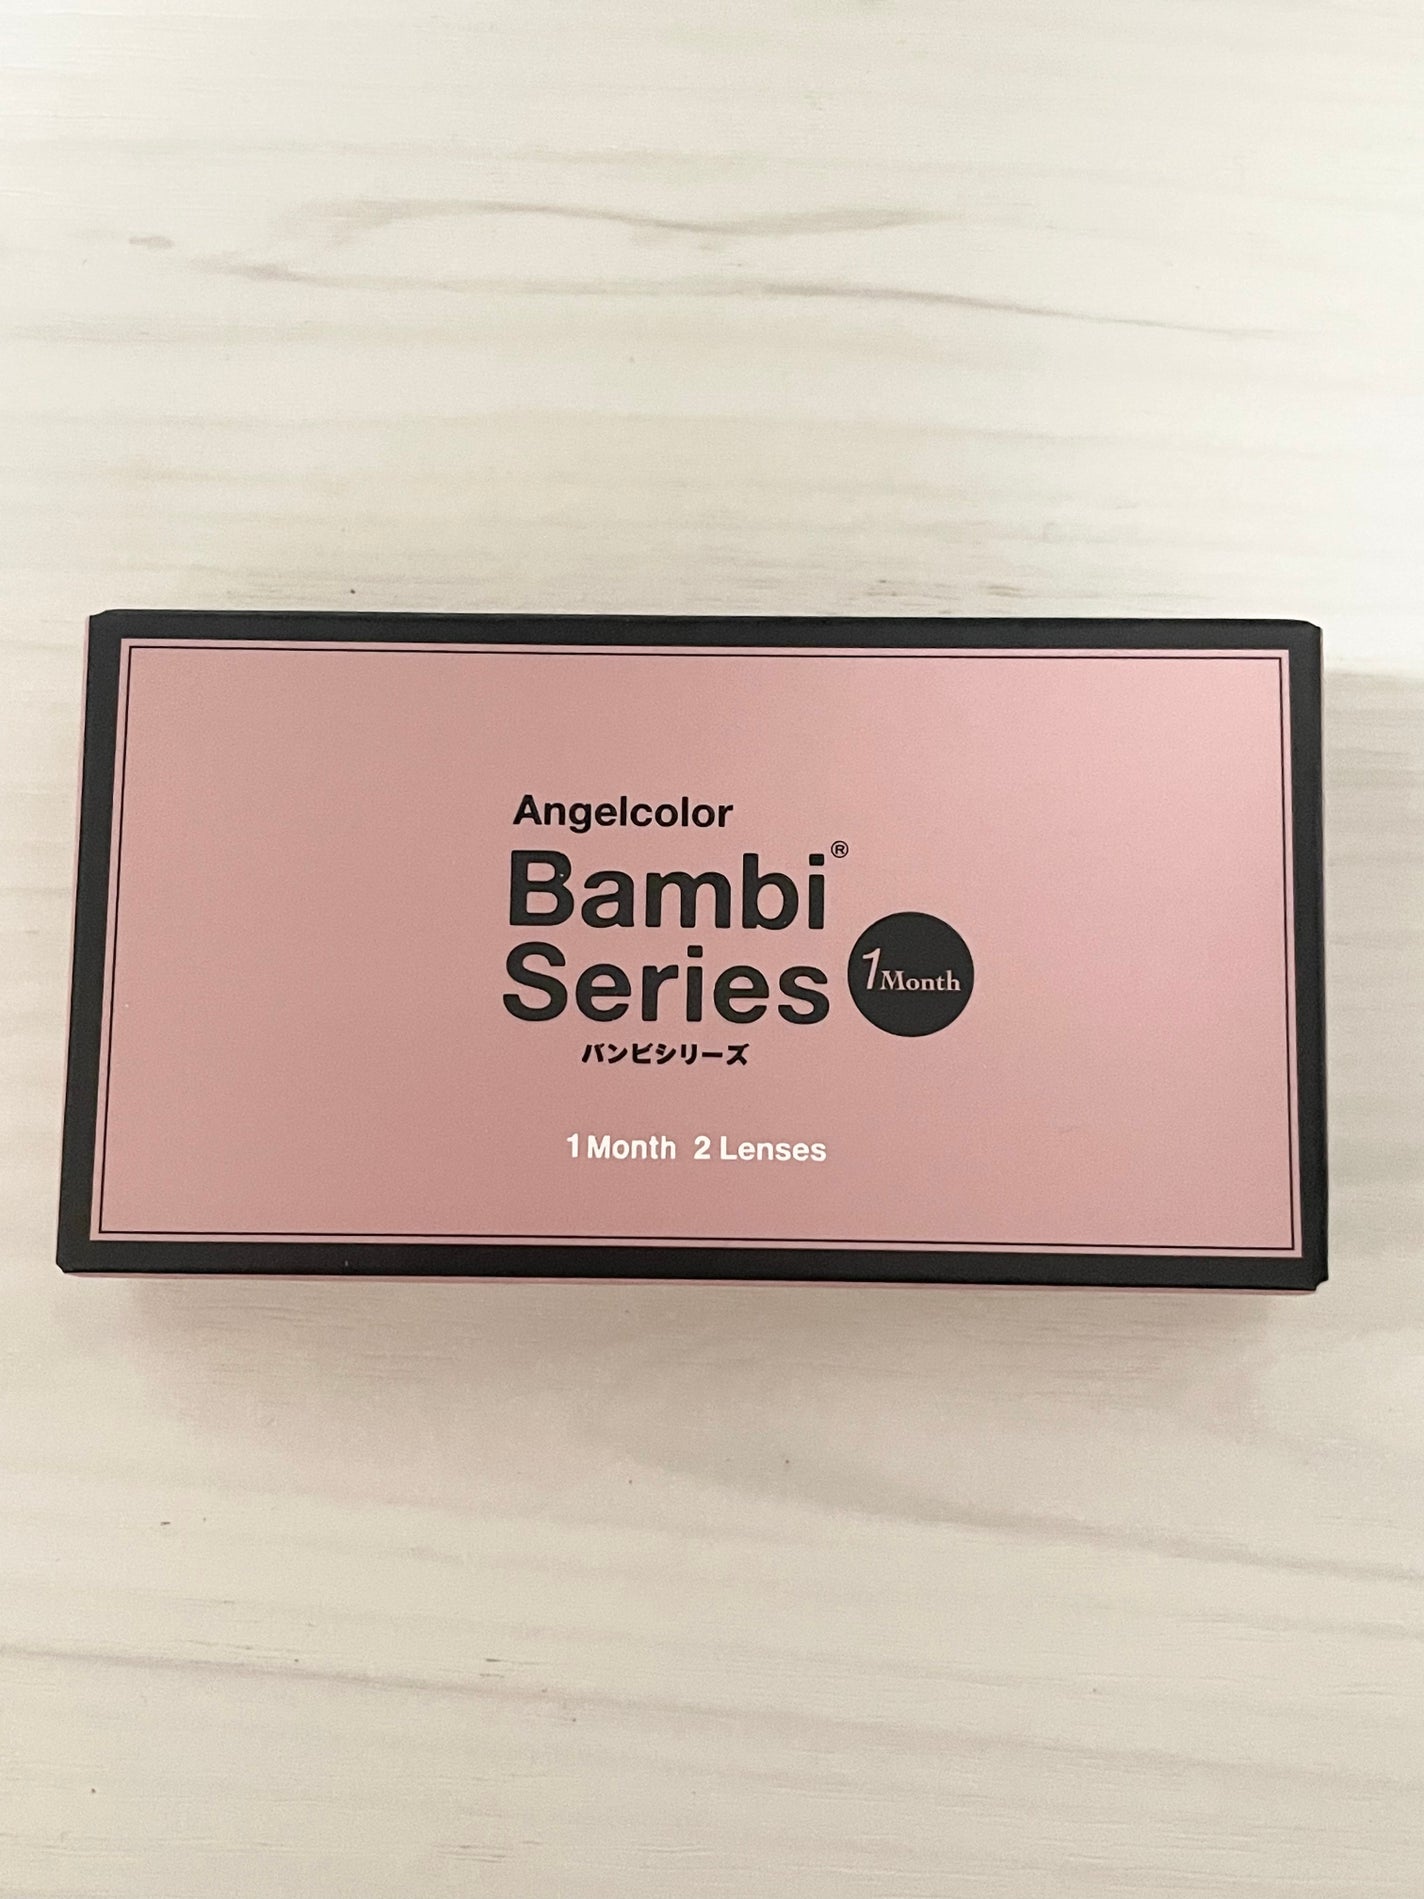 Angelcolor
Bambi®
Series
1Month
バンビシリーズ
1 Month 2 Lenses